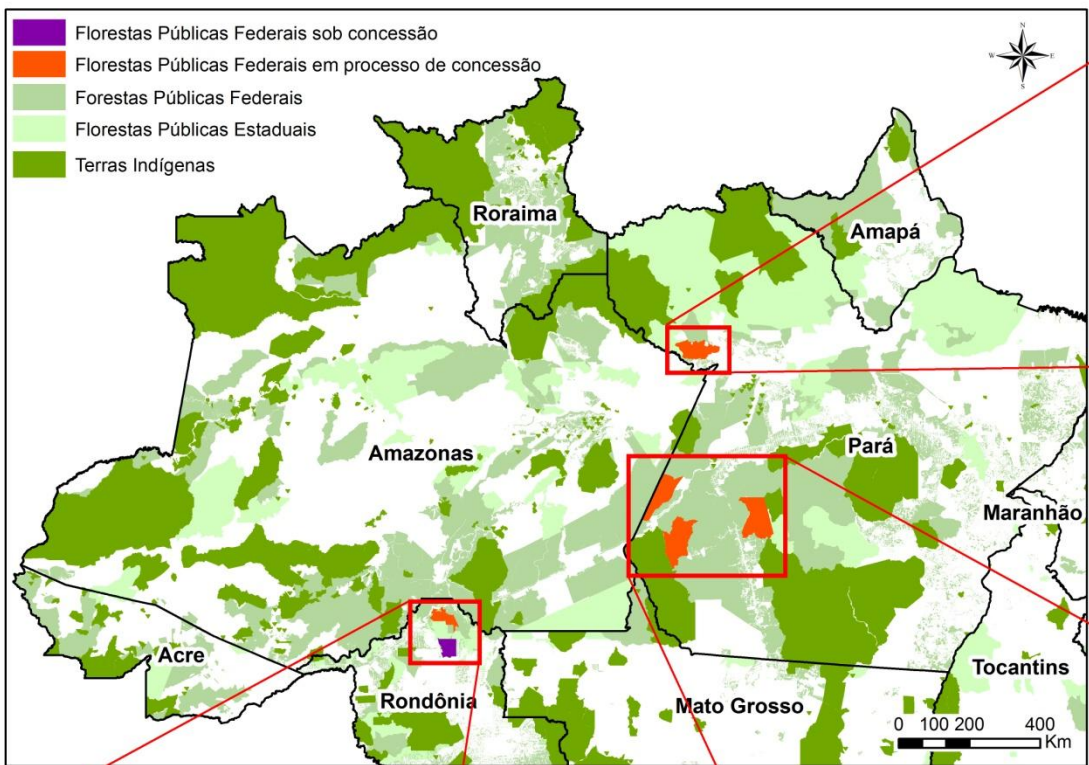 Florestas Públicas Federais sob concessão
Florestas Públicas Federais em processo de concessão
Forestas Públicas Federais
Florestas Públicas Estaduais
Terras Indígenas
N
W
E
S
Roraima
Amapá
Amazonas
Pará
Maranhão
Acre
Rondônia
Mato Grosso
Tocantins
0 100 200 400
Km